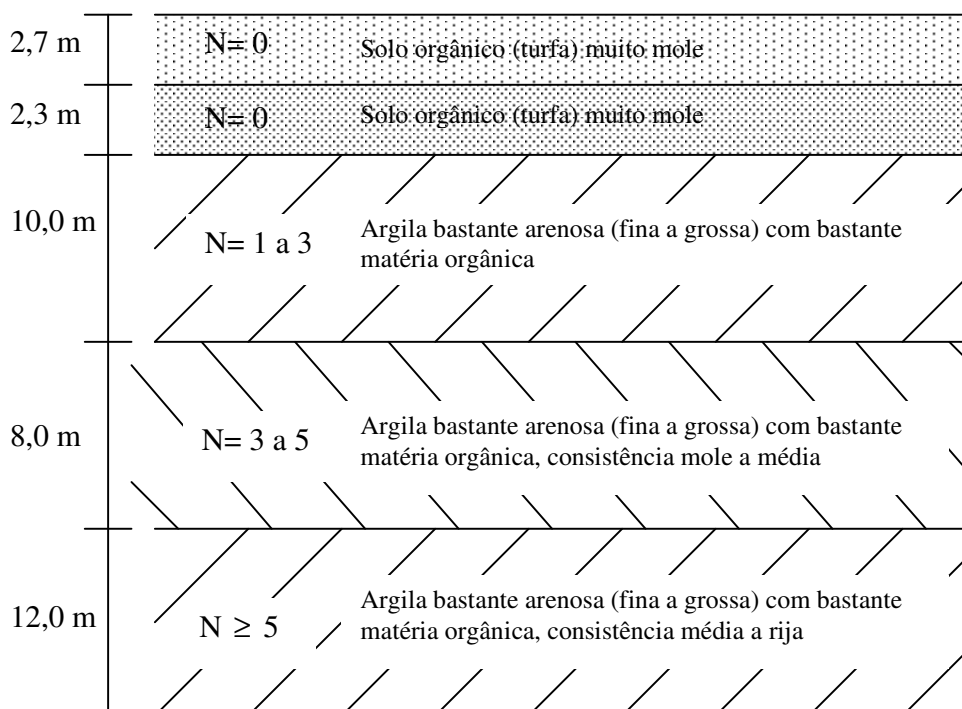 2,7 m
N= 0
Solo orgânico (turfa) muito mole
2,3 m
N= 0
Solo orgânico (turfa) muito mole
10,0 m
N= 1 a 3
Argila bastante arenosa (fina a grossa) com bastante
matéria orgânica
8,0 m
N= 3 a 5
Argila bastante arenosa (fina a grossa) com bastante
matéria orgânica, consistência mole a média
12,0 m
N ≥ 5
Argila bastante arenosa (fina a grossa) com bastante
matéria orgânica, consistência média a rija